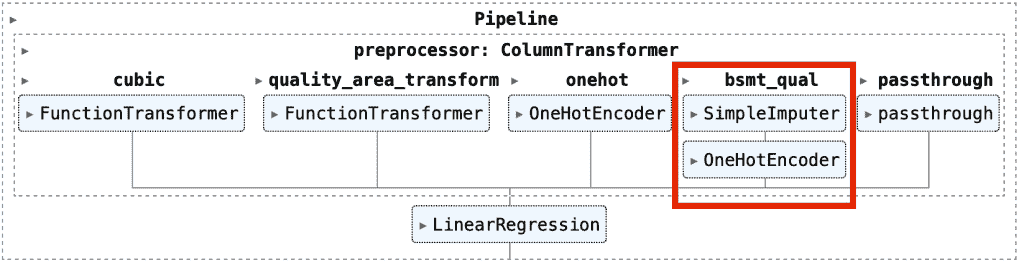 Pipeline
preprocessor: ColumnTransformer
cubic quality_area_transform onehot bsmt_qual passthrough
FunctionTransformer FunctionTransformer OneHotEncoder SimpleImputer passthrough
OneHotEncoder
LinearRegression